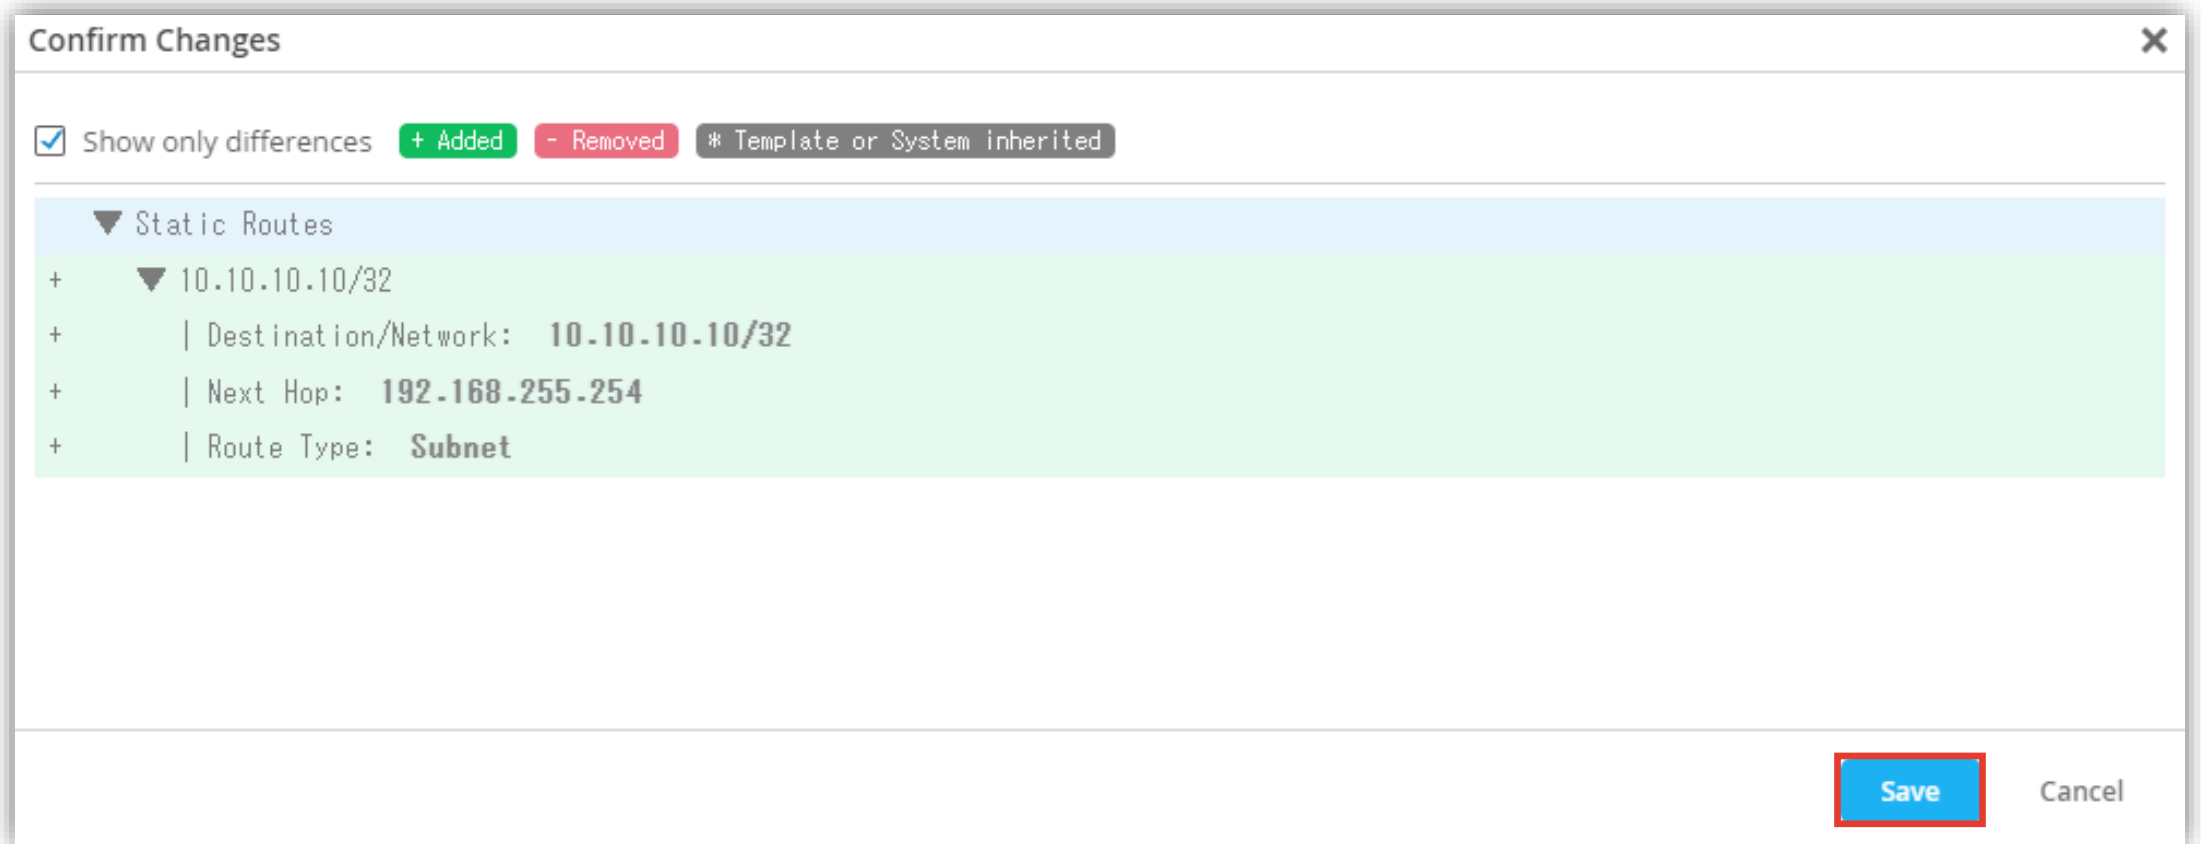 Confirm Changes
Show only differences + Added - Removed * Template or System inherited
Static Routes
+ 10.10.10.10/32
+ | Destination/Network: 10.10.10.10/32
+ | Next Hop: 192.168.255.254
+ | Route Type: Subnet
Save Cancel